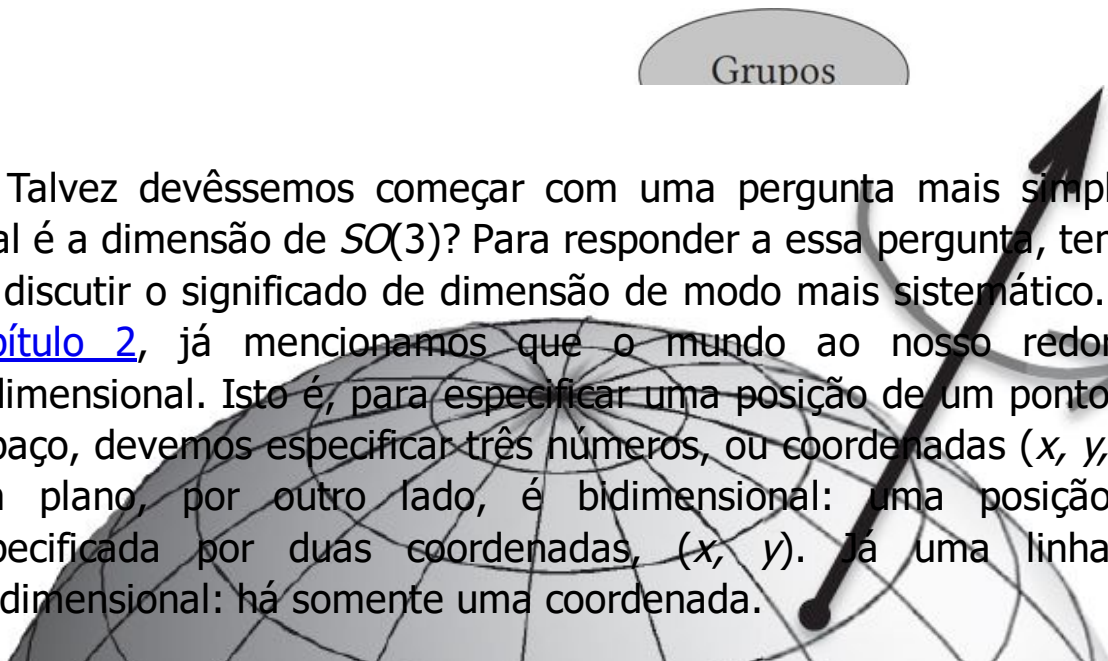 Grupos
Talvez devêssemos começar com uma pergunta mais simpl
al é a dimensão de SO(3)? Para responder a essa pergunta, ter
discutir o significado de dimensão de modo mais sistemático.
pítulo 2, já mencionamos que o mundo ao nosso redor
dimensional. Isto é, para especificar uma posição de um ponto
paço, devemos especificar três números, ou coordenadas (x, y,
plano, por outro lado, é bidimensional: uma posição
pecificada por duas coordenadas, (x, y). Já uma linha
dimensional: há somente uma coordenada.